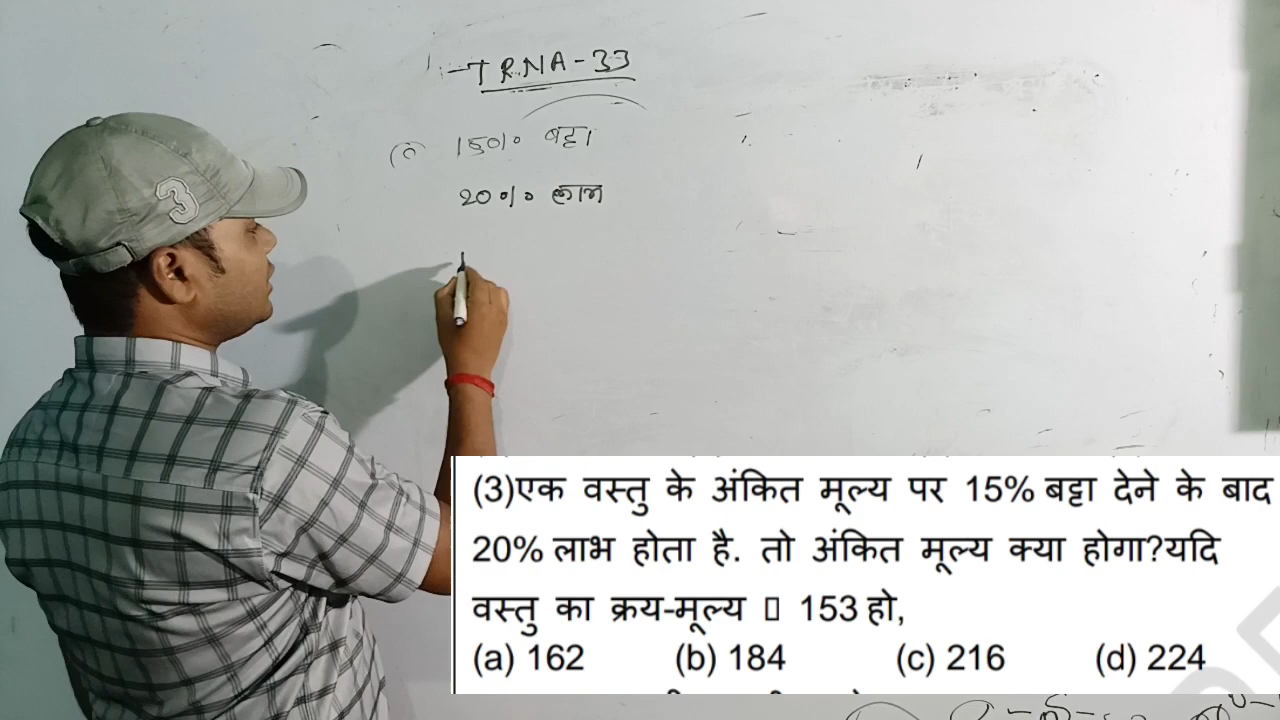 TRNA-33
15% बट्टा
20% लाभ
3
(3)एक वस्तु के अंकित मूल्य पर 15% बट्टा देने के बाद
20% लाभ होता है. तो अंकित मूल्य क्या होगा?यदि
वस्तु का क्रय-मूल्य ▯ 153 हो,
(a) 162 (b) 184 (c) 216 (d) 224